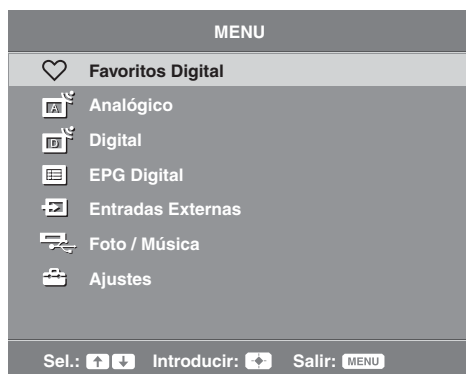 MENU
Favoritos Digital
A Analógico
D Digital
EPG Digital
Entradas Externas
Foto / Música
Ajustes
Sel.: Introducir: Salir: MENU